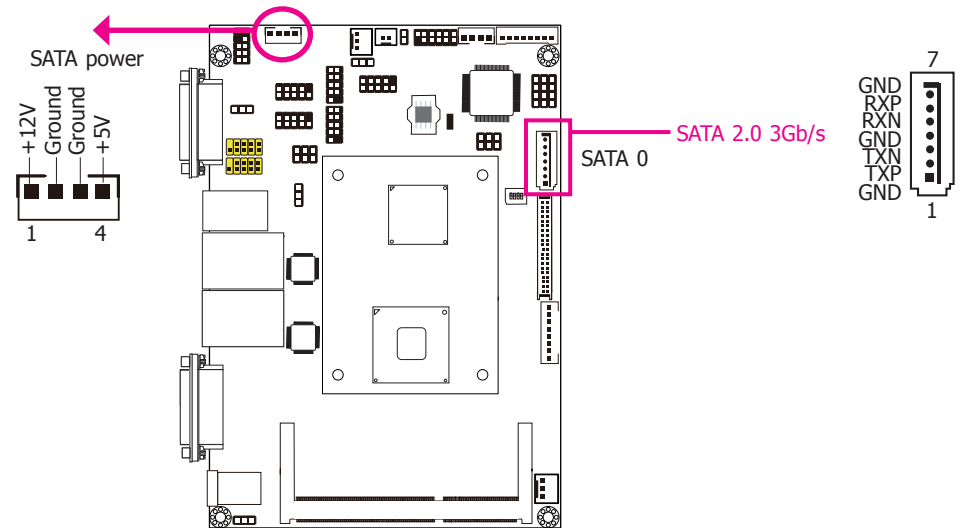 SATA power
+12V
Ground
Ground
+5V
1 4
SATA 2.0 3Gb/s
SATA 0
7
GND
RXP
RXN
GND
TXN
TXP
GND
1